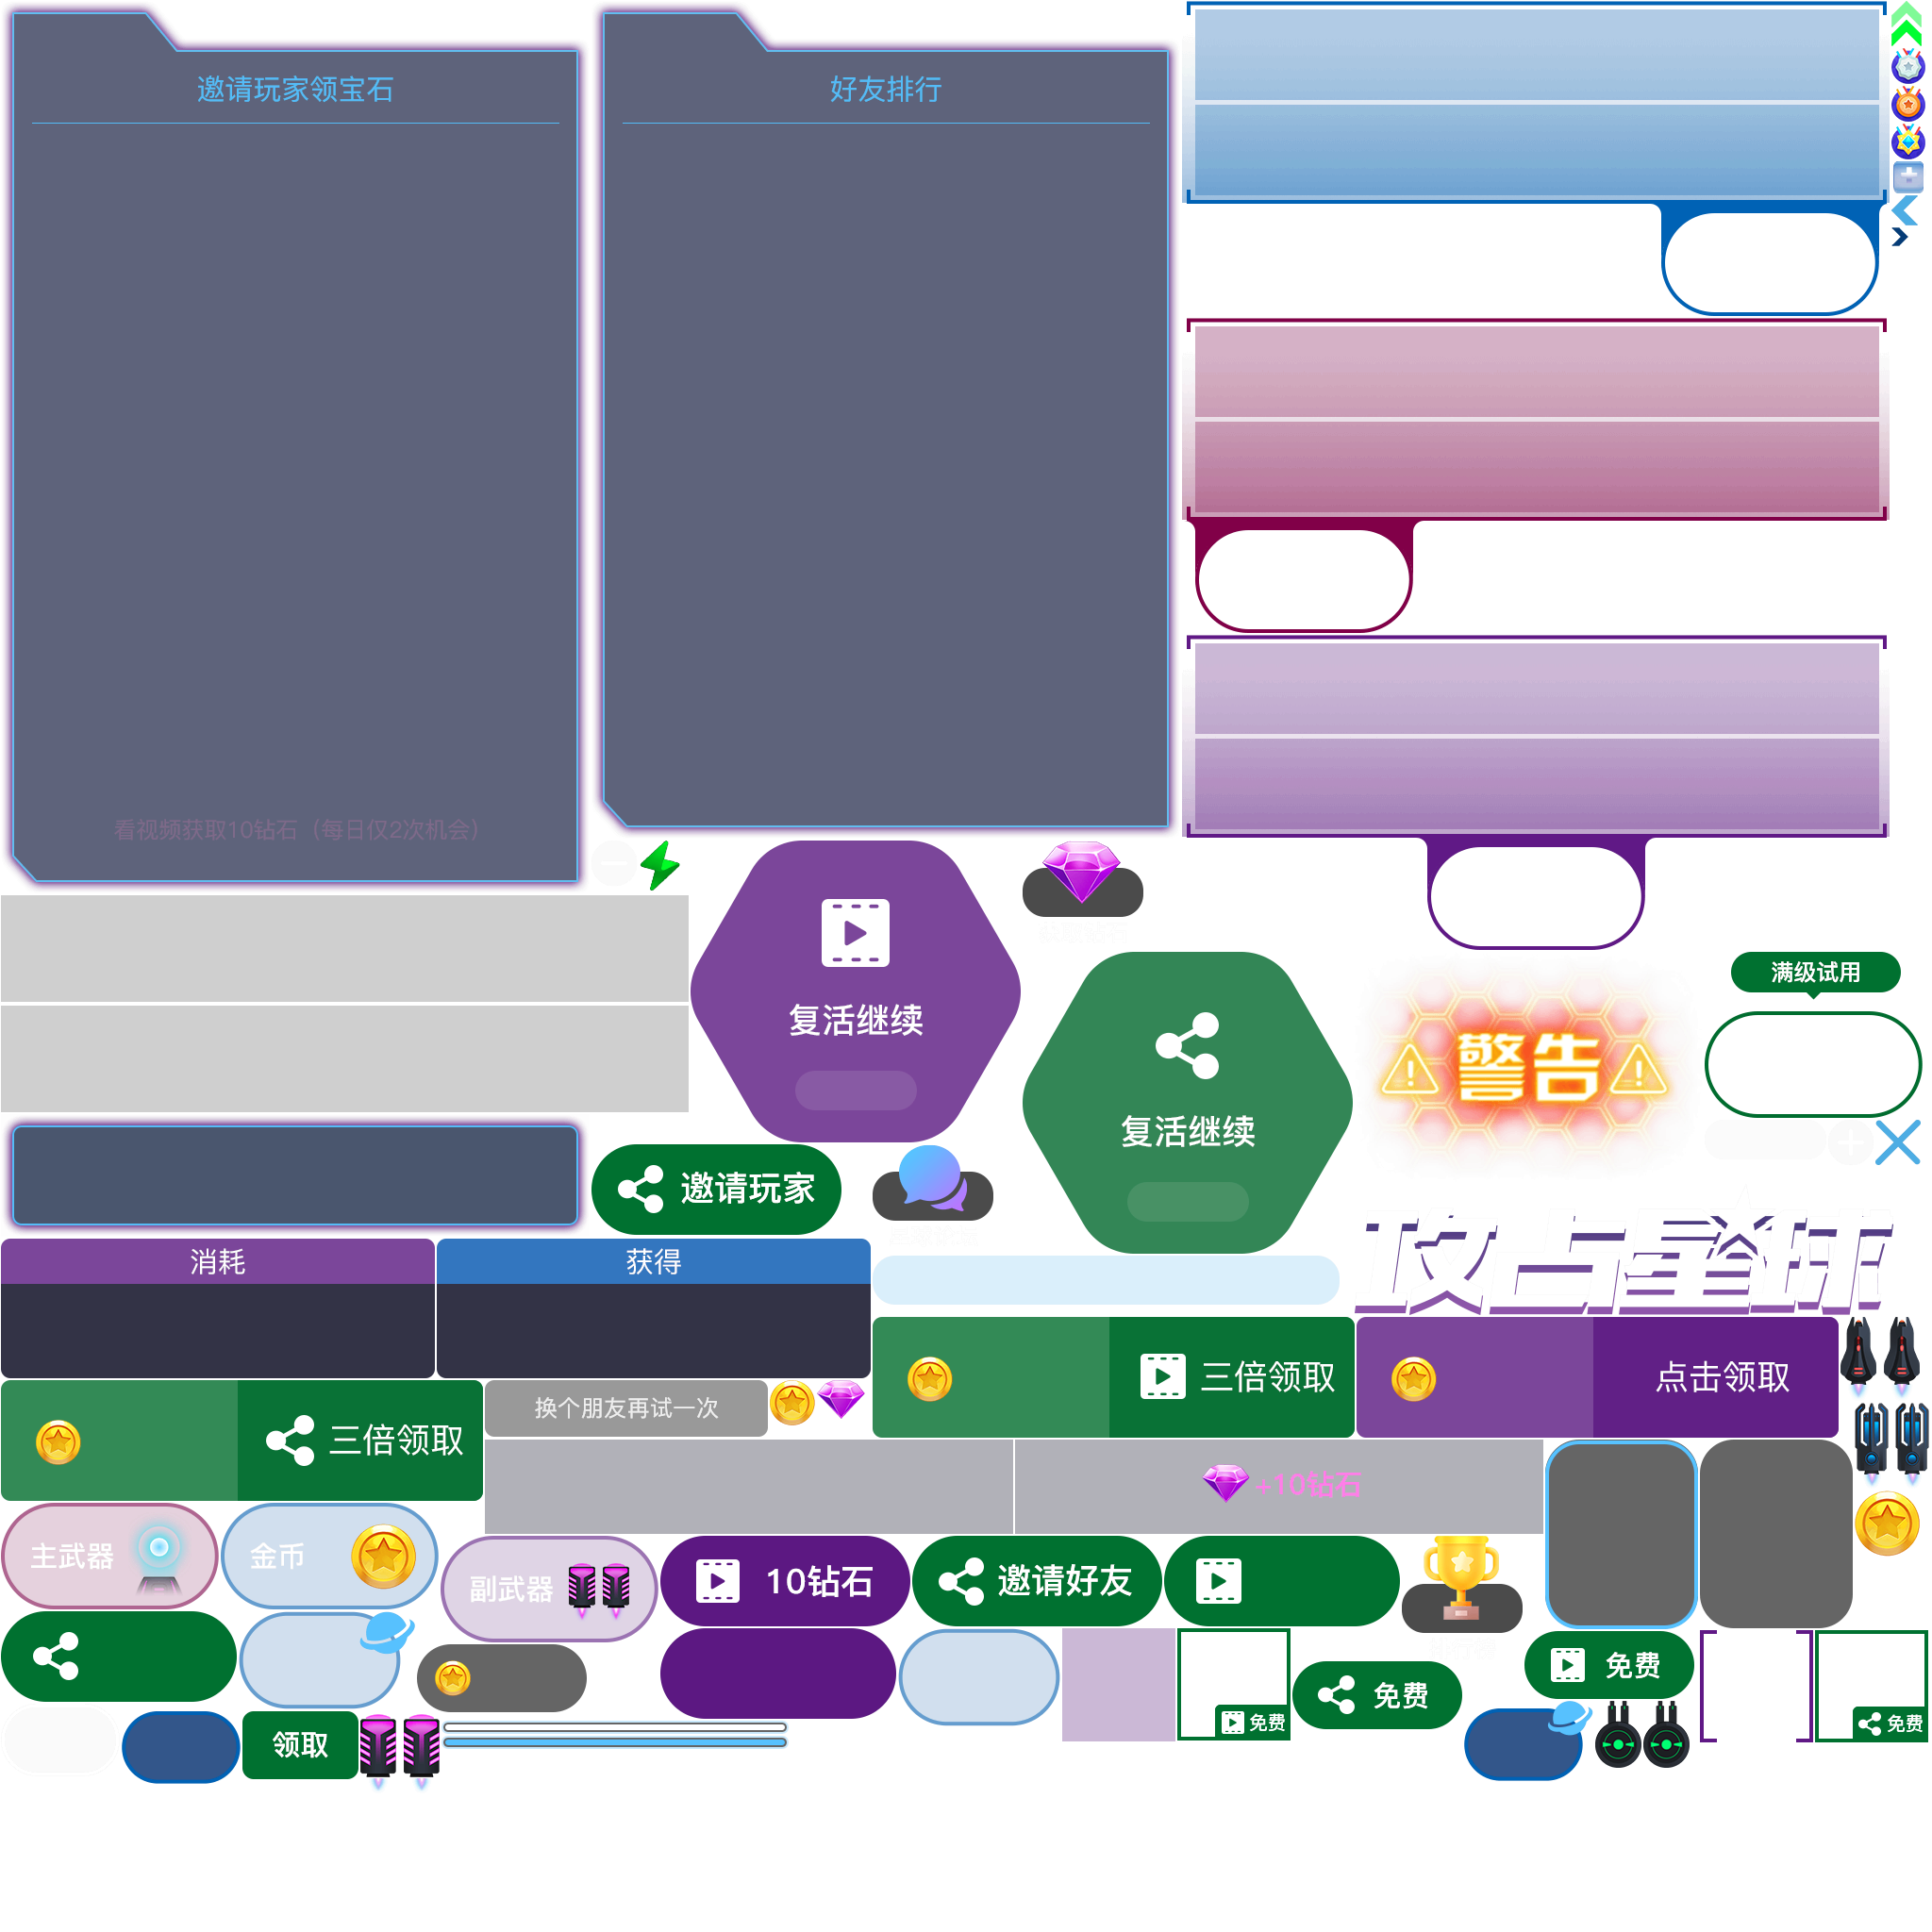 邀请玩家领宝石
好友排行
看视频获取10钻石（每日仅2次机会）
复活继续
满级试用
警告
复活继续
邀请玩家
攻占星球
消耗
获得
三倍领取
点击领取
换个朋友再试一次
三倍领取
+10钻石
主武器
金币
副武器
10钻石
邀请好友
免费
免费
免费
免费
领取